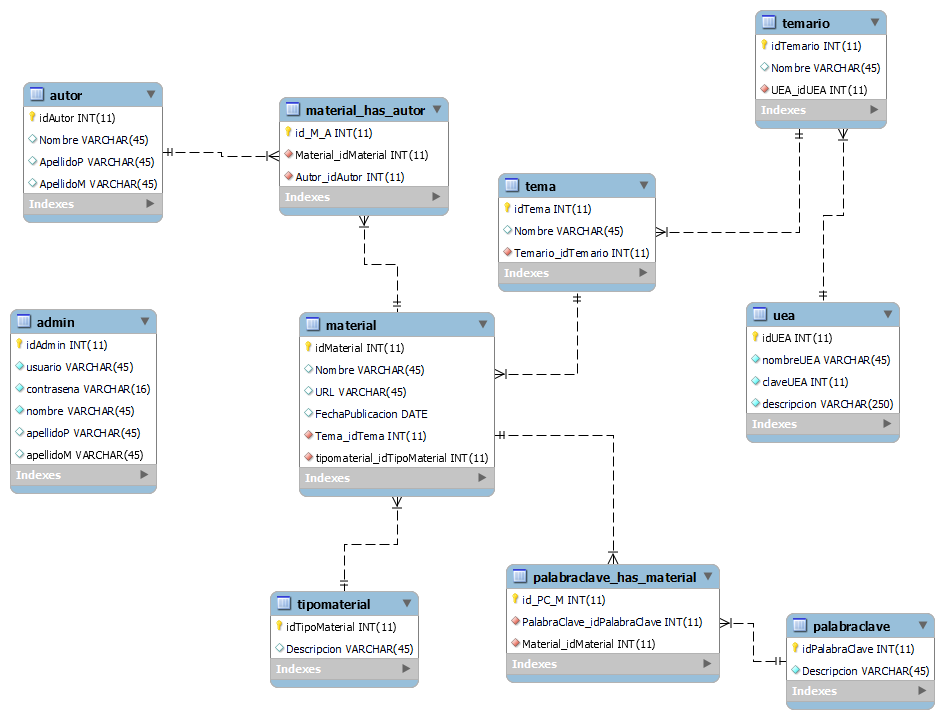 temario
idTemario INT(11)
Nombre VARCHAR(45)
UEA_idUEA INT(11)
Indexes
autor
idAutor INT(11)
Nombre VARCHAR(45)
ApellidoP VARCHAR(45)
ApellidoM VARCHAR(45)
Indexes
material_has_autor
id_M_A INT(11)
Material_idMaterial INT(11)
Autor_idAutor INT(11)
Indexes
tema
idTema INT(11)
Nombre VARCHAR(45)
Temario_idTemario INT(11)
Indexes
admin
idAdmin INT(11)
usuario VARCHAR(45)
contrasena VARCHAR(16)
nombre VARCHAR(45)
apellidoP VARCHAR(45)
apellidoM VARCHAR(45)
Indexes
material
idMaterial INT(11)
Nombre VARCHAR(45)
URL VARCHAR(45)
FechaPublicacion DATE
Tema_idTema INT(11)
tipomaterial_idTipoMaterial INT(11)
Indexes
uea
idUEA INT(11)
nombreUEA VARCHAR(45)
claveUEA INT(11)
descripcion VARCHAR(250)
Indexes
tipomaterial
idTipoMaterial INT(11)
Descripcion VARCHAR(45)
Indexes
palabraclave_has_material
id_PC_M INT(11)
PalabraClave_idPalabraClave INT(11)
Material_idMaterial INT(11)
Indexes
palabraclave
idPalabraClave INT(11)
Descripcion VARCHAR(45)
Indexes